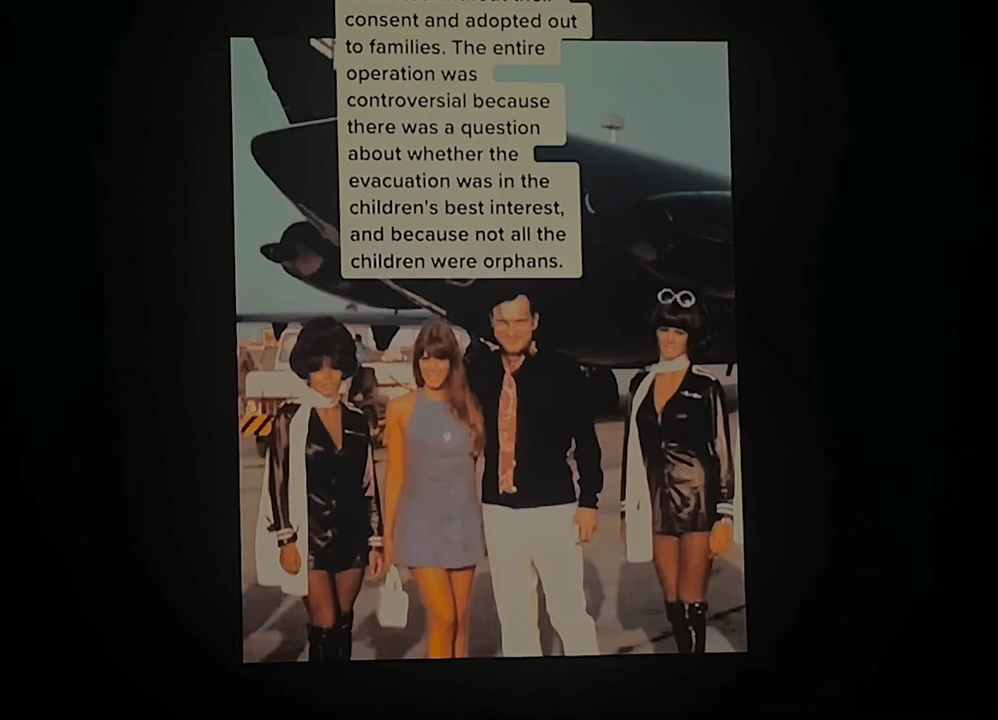 consent and adopted out
to families. The entire
operation was
controversial because
there was a question
about whether the
evacuation was in the
children's best interest,
and because not all the
children were orphans.